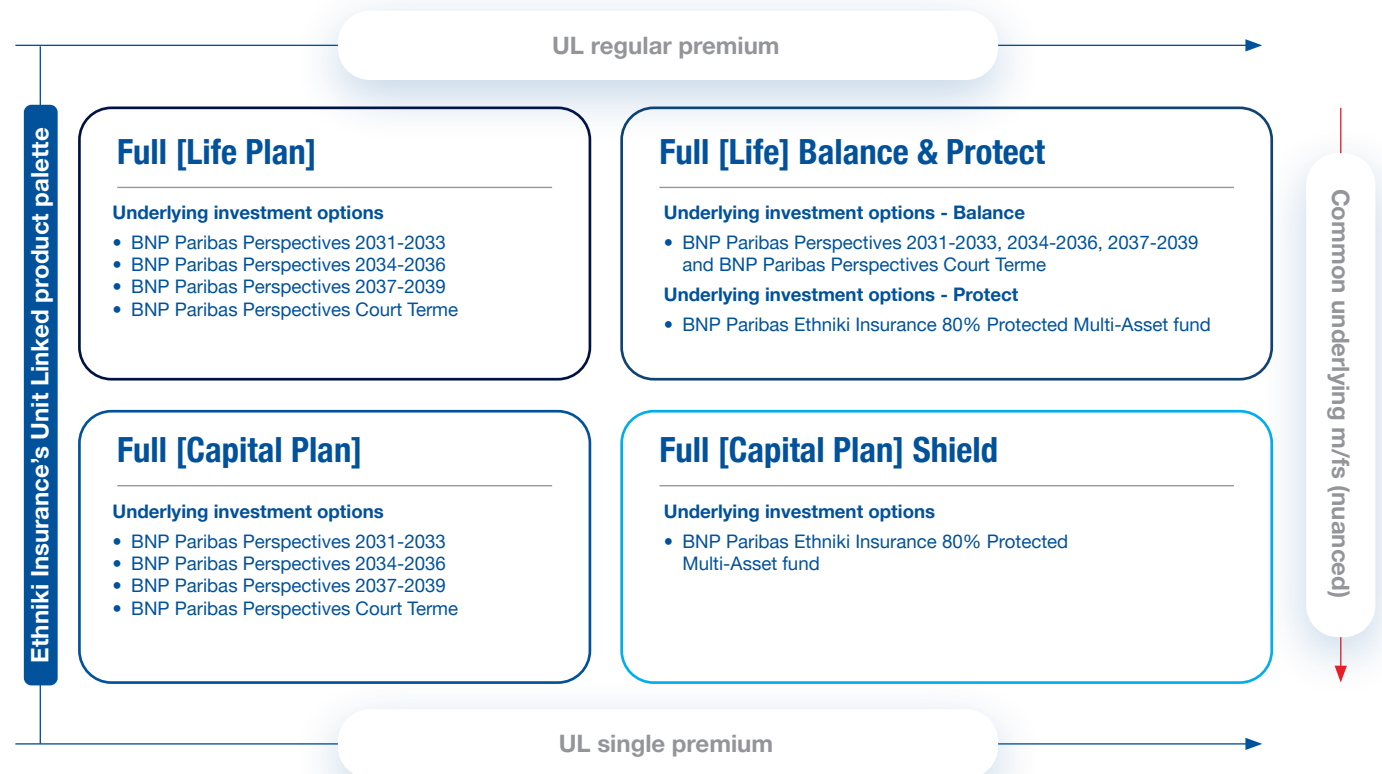 UL regular premium
Ethniki Insurance's Unit Linked product palette
Full [Life Plan]
Underlying investment options
• BNP Paribas Perspectives 2031-2033
• BNP Paribas Perspectives 2034-2036
• BNP Paribas Perspectives 2037-2039
• BNP Paribas Perspectives Court Terme
Full [Life] Balance & Protect
Underlying investment options - Balance
• BNP Paribas Perspectives 2031-2033, 2034-2036, 2037-2039
and BNP Paribas Perspectives Court Terme
Underlying investment options - Protect
• BNP Paribas Ethniki Insurance 80% Protected Multi-Asset fund
Full [Capital Plan]
Underlying investment options
• BNP Paribas Perspectives 2031-2033
• BNP Paribas Perspectives 2034-2036
• BNP Paribas Perspectives 2037-2039
• BNP Paribas Perspectives Court Terme
Full [Capital Plan] Shield
Underlying investment options
• BNP Paribas Ethniki Insurance 80% Protected
Multi-Asset fund
Common underlying m/fs (nuanced)
UL single premium